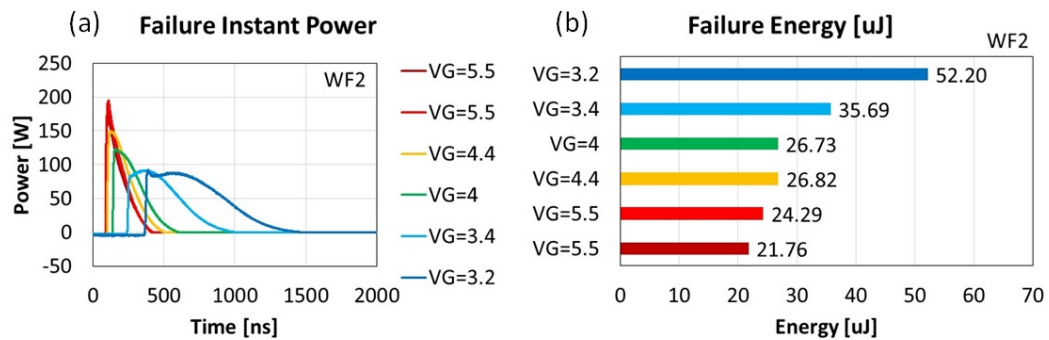 (a)
Failure Instant Power
WF2
Power [W]
250
200
150
100
50
0
-50
0
500
1000
1500
2000
Time [ns]
VG=5.5
VG=5.5
VG=4.4
VG=4
VG=3.4
VG=3.2
(b)
Failure Energy [uJ]
WF2
VG=3.2
52.20
VG=3.4
35.69
VG=4
26.73
VG=4.4
26.82
VG=5.5
24.29
VG=5.5
21.76
0
10
20
30
40
50
60
70
Energy [uJ]